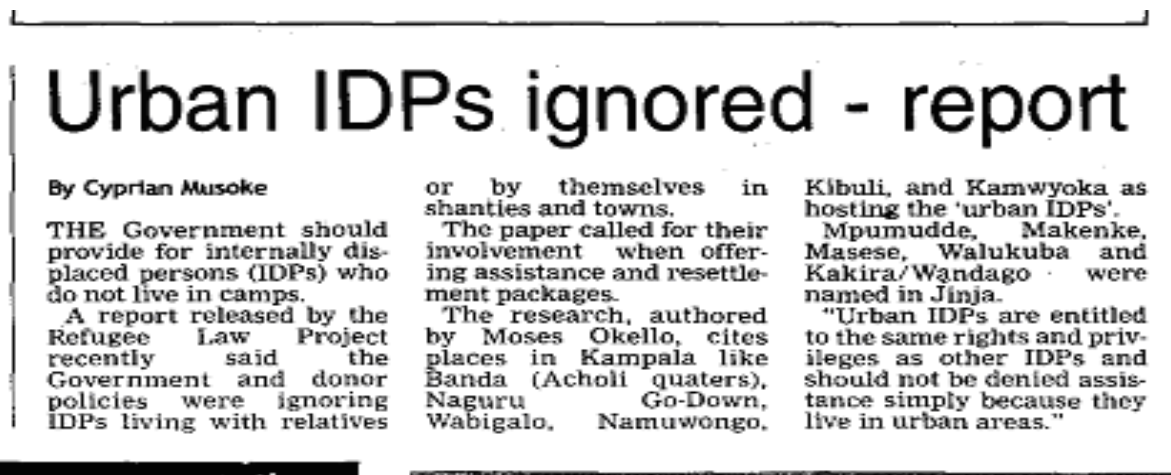 Urban IDPs ignored - report
By Cyprian Musoke
THE Government should
provide for internally dis-
placed persons (IDPs) who
do not live in camps.
A report released by the
Refugee Law Project
recently said the
Government and donor
policies were ignoring
IDPs living with relatives
or by themselves in
shanties and towns.
The paper called for their
involvement when offer-
ing assistance and resettle-
ment packages.
The research, authored
by Moses Okello, cites
places in Kampala like
Banda (Acholi quaters),
Naguru Go-Down,
Wabigalo, Namuwongo,
Kibuli, and Kamwyoka as
hosting the 'urban IDPs'.
Mpumudde, Makenke,
Masese, Walukuba and
Kakira/Wandago were
named in Jinja.
"Urban IDPs are entitled
to the same rights and priv-
ileges as other IDPs and
should not be denied assis-
tance simply because they
live in urban areas."